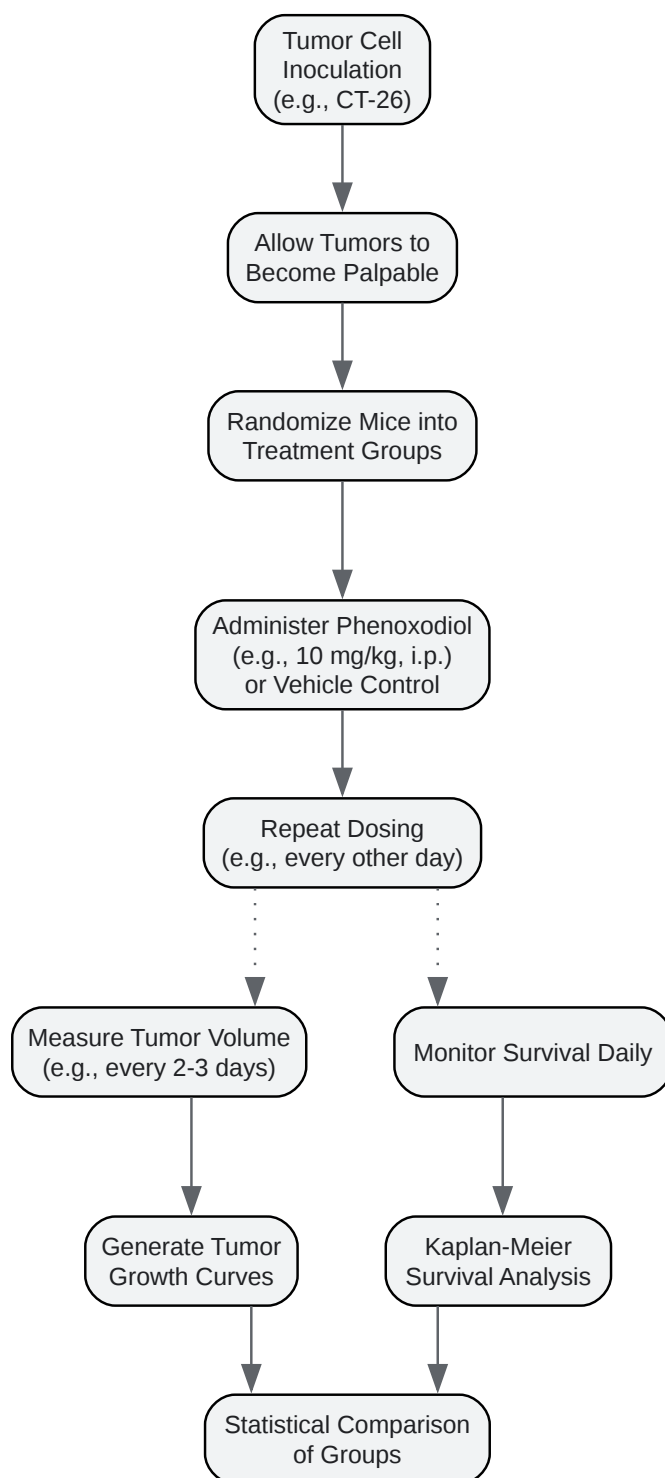 Tumor Cell
Inoculation
(e.g., CT-26)
Allow Tumors to
Become Palpable
Randomize Mice into
Treatment Groups
Administer Phenoxodiol
(e.g., 10 mg/kg, i.p.)
or Vehicle Control
Repeat Dosing
(e.g., every other day)
Measure Tumor Volume
(e.g., every 2-3 days)
Monitor Survival Daily
Generate Tumor
Growth Curves
Kaplan-Meier
Survival Analysis
Statistical Comparison
of Groups